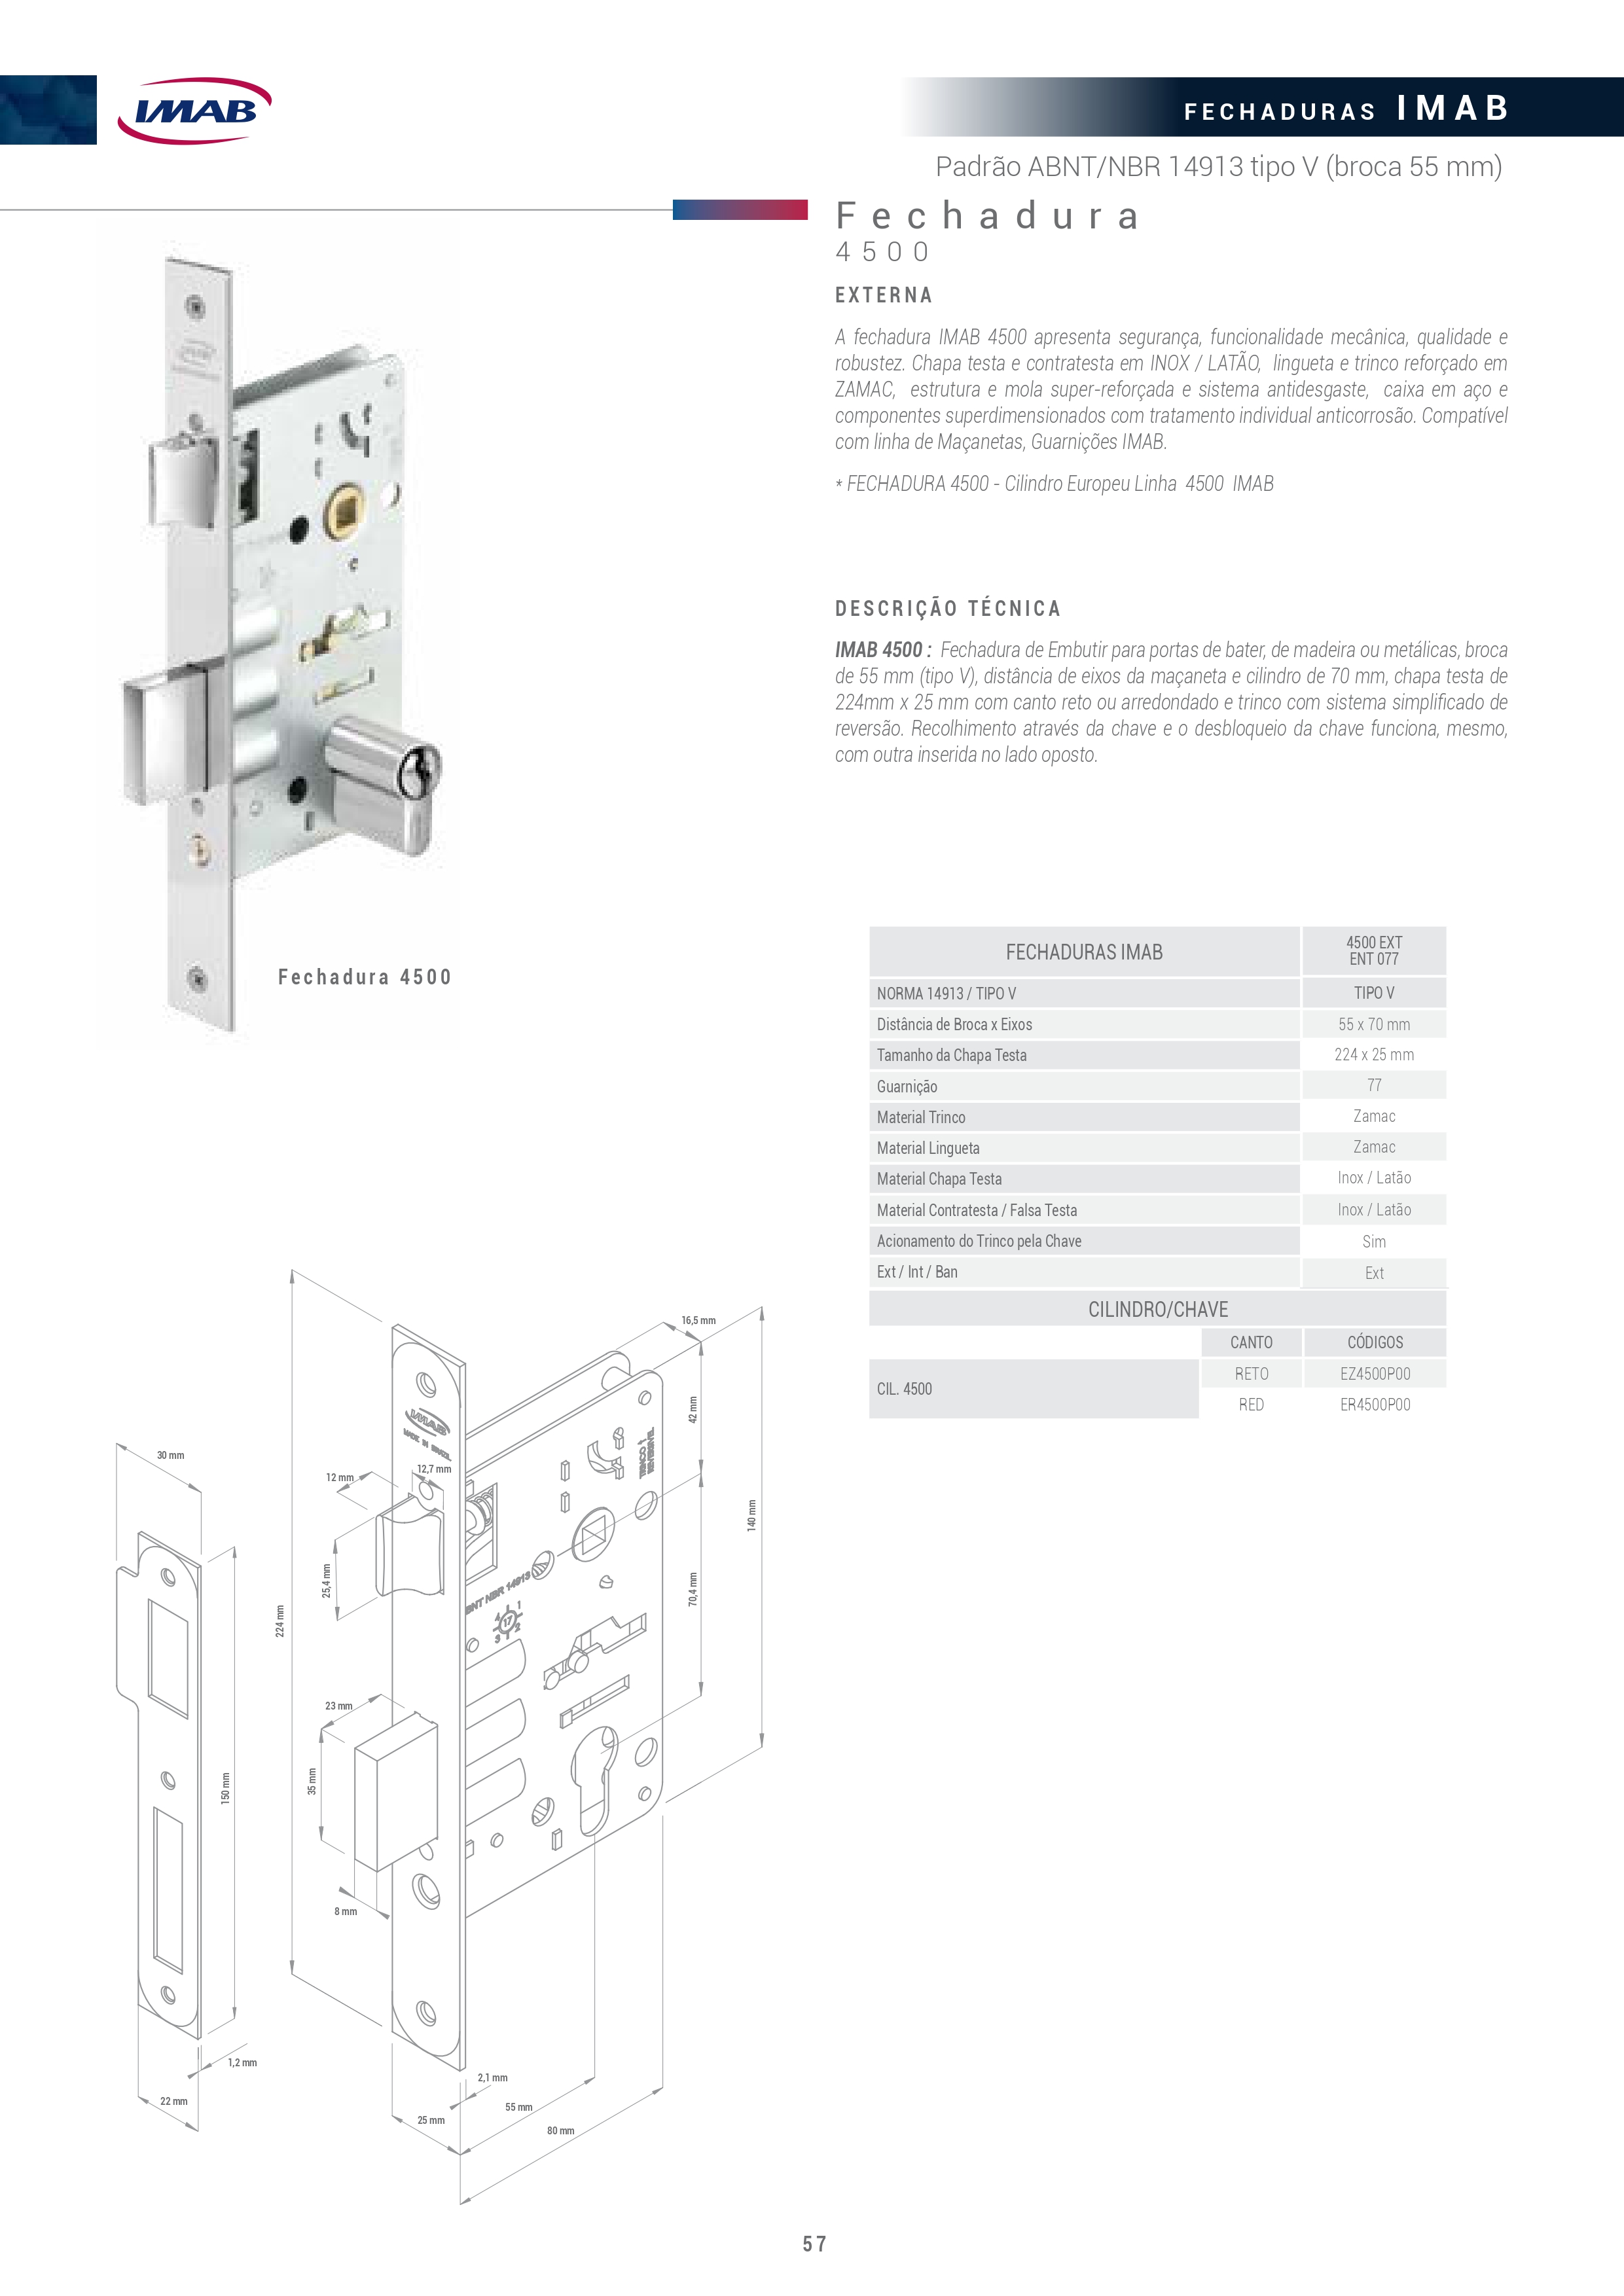 IMAB
FECHADURAS IMAB
Padrão ABNT/NBR 14913 tipo V (broca 55 mm)
Fechadura
4500
EXTERNA
A fechadura IMAB 4500 apresenta segurança, funcionalidade mecânica, qualidade e
robustez. Chapa testa e contratesta em INOX / LATÃO, lingueta e trinco reforçado em
ZAMAC, estrutura e mola super-reforçada e sistema antidesgaste, caixa em aço e
componentes superdimensionados com tratamento individual anticorrosão. Compatível
com linha de Maçanetas, Guarnições IMAB.
* FECHADURA 4500 - Cilindro Europeu Linha 4500 IMAB
DESCRIÇÃO TÉCNICA
IMAB 4500 : Fechadura de Embutir para portas de bater, de madeira ou metálicas, broca
de 55 mm (tipo V), distância de eixos da maçaneta e cilindro de 70 mm, chapa testa de
224mm x 25 mm com canto reto ou arredondado e trinco com sistema simplificado de
reversão. Recolhimento através da chave e o desbloqueio da chave funciona, mesmo,
com outra inserida no lado oposto.
Fechadura 4500
FECHADURAS IMAB
4500 EXT
ENT 077
NORMA 14913 / TIPO V TIPO V
Distância de Broca x Eixos 55 x 70 mm
Tamanho da Chapa Testa 224 x 25 mm
Guarnição 77
Material Trinco Zamac
Material Lingueta Zamac
Material Chapa Testa Inox / Latão
Material Contratesta / Falsa Testa Inox / Latão
Acionamento do Trinco pela Chave Sim
Ext / Int / Ban Ext
CILINDRO/CHAVE
CANTO CÓDIGOS
CIL. 4500
RETO EZ4500P00
RED ER4500P00
16,5 mm
42 mm
IMAB
MADE IN BRAZIL
TRINCO
REVERSIVEL
30 mm
12 mm
12,7 mm
140 mm
25,4 mm
70,4 mm
224 mm
ABNT NBR 14913
4 1
17
3 2
23 mm
35 mm
150 mm
8 mm
1,2 mm
2,1 mm
22 mm
25 mm
55 mm
80 mm
57